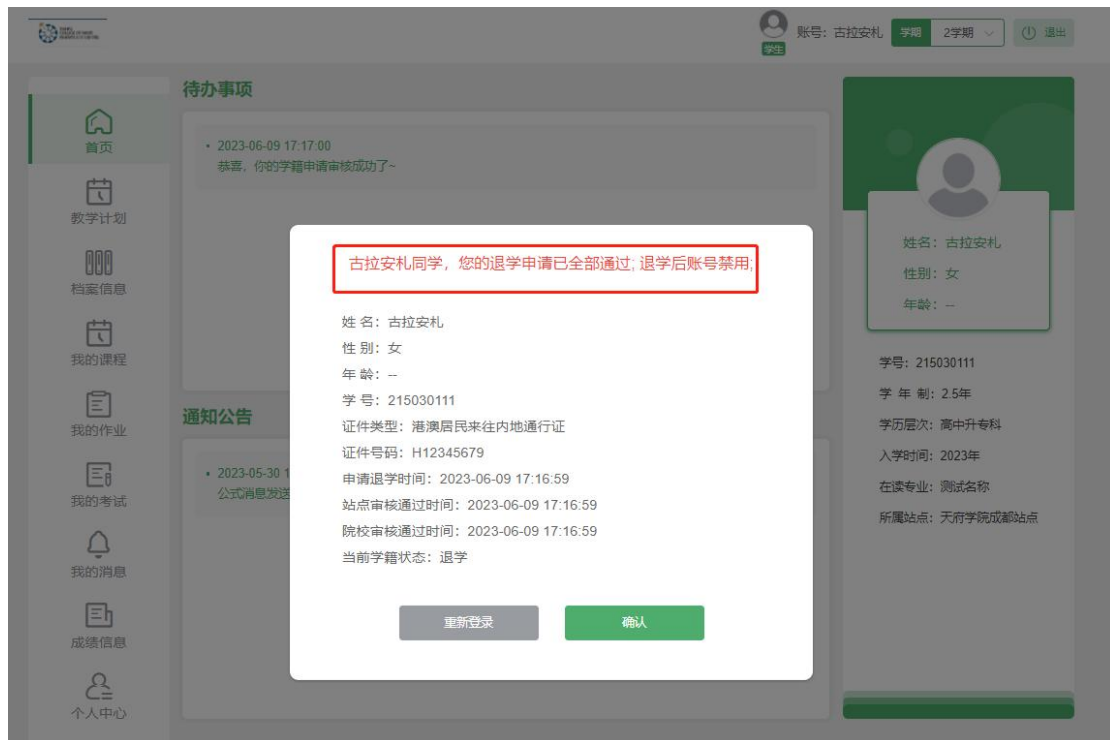 账号：古拉安札
学期
2学期
退出
学生
首页
教学计划
档案信息
我的课程
我的作业
我的考试
我的消息
成绩信息
个人中心
待办事项
• 2023-06-09 17:17:00
恭喜，你的学籍申请审核成功了~
通知公告
• 2023-05-30 1
公式消息发送
古拉安札同学，您的退学申请已全部通过; 退学后账号禁用;
姓 名：古拉安札
性 别：女
年 龄：--
学 号：215030111
证件类型：港澳居民来往内地通行证
证件号码：H12345679
申请退学时间：2023-06-09 17:16:59
站点审核通过时间：2023-06-09 17:16:59
院校审核通过时间：2023-06-09 17:16:59
当前学籍状态：退学
重新登录
确认
姓名：古拉安札
性别：女
年龄：--
学号：215030111
学 年 制：2.5年
学历层次：高中升专科
入学时间：2023年
在读专业：测试名称
所属站点：天府学院成都站点